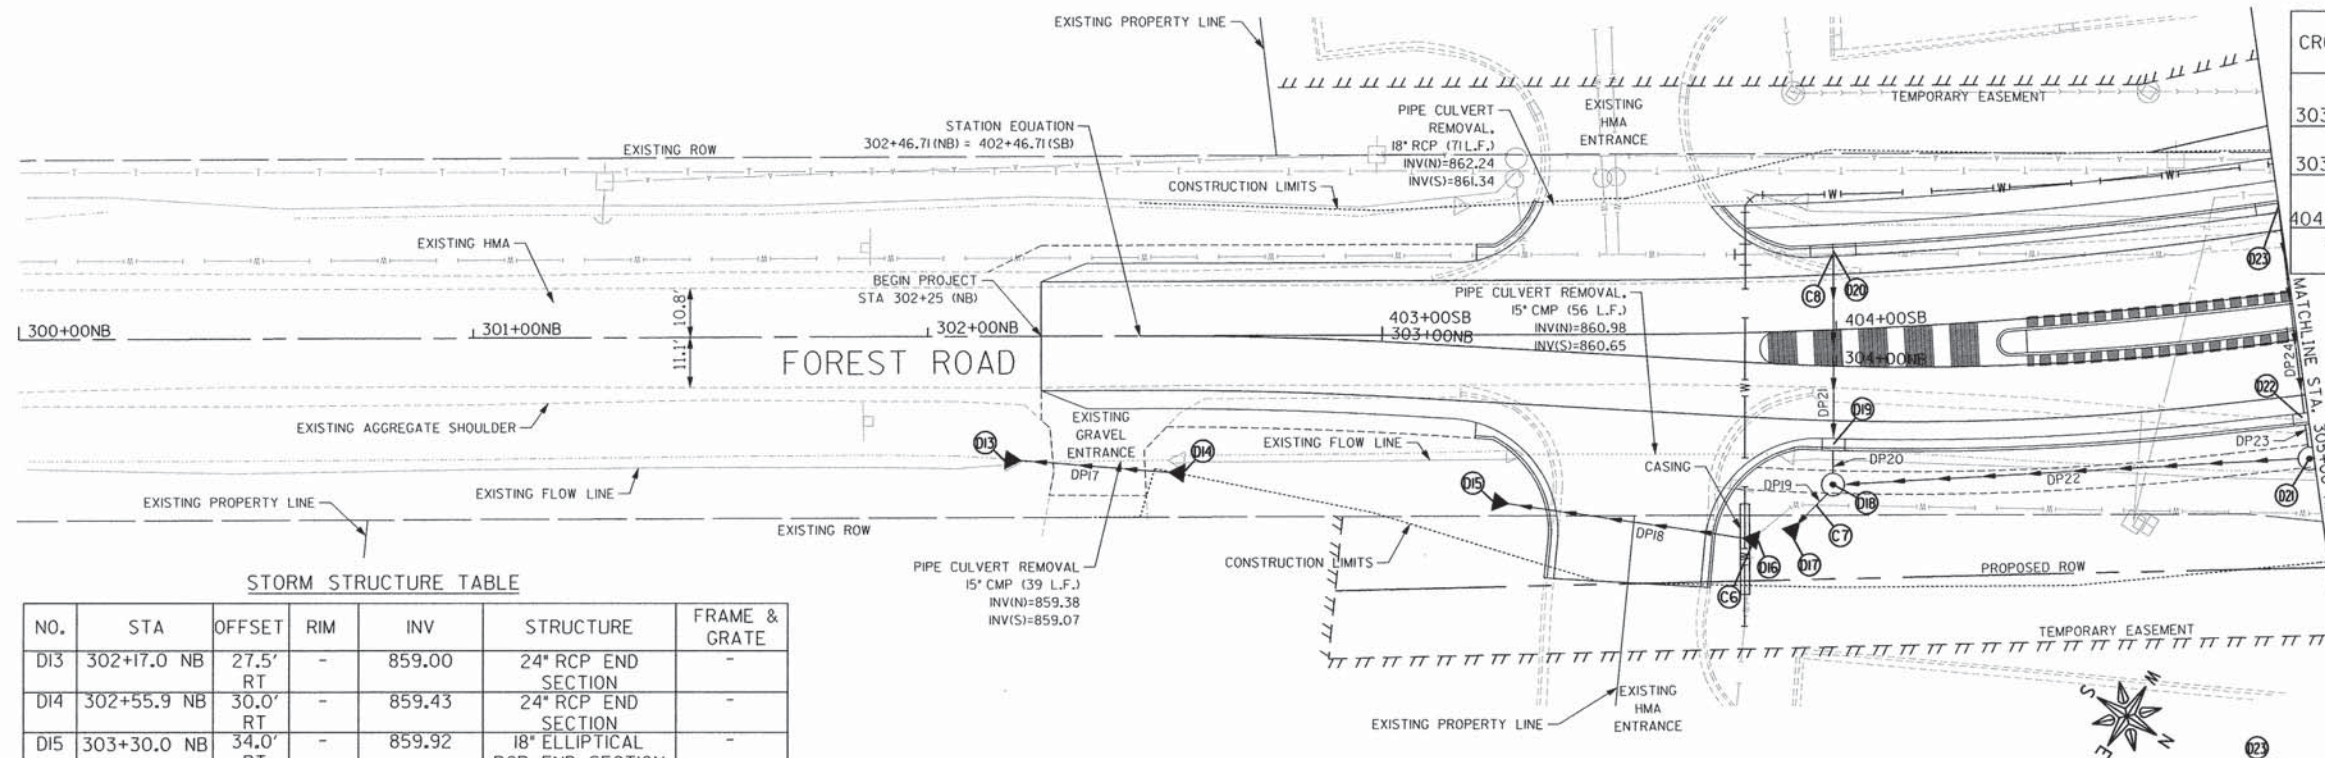 EXISTING PROPERTY LINE
CR
303
303
404
TEMPORARY EASEMENT
EXISTING
HMA
ENTRANCE
PIPE CULVERT
REMOVAL.
18" RCP (71 L.F.)
INV(N)=862.24
INV(S)=861.34
STATION EQUATION
302+46.71(NB) = 402+46.71(SB)
EXISTING ROW
CONSTRUCTION LIMITS
EXISTING HMA
BEGIN PROJECT
STA 302+25 (NB)
PIPE CULVERT REMOVAL.
15" CMP (56 L.F.)
INV(N)=860.98
INV(S)=860.65
C8
D20
D23
MATCHLINE STA. 305+00
300+00NB
301+00NB
302+00NB
403+00SB
303+00NB
404+00SB
304+00NB
10.8'
11.1'
FOREST ROAD
DP21
DP24
D22
D19
DP23
EXISTING AGGREGATE SHOULDER
EXISTING
GRAVEL
ENTRANCE
D13
D14
DP17
EXISTING FLOW LINE
CASING
DP20
DP19
DP22
D15
D18
D21
C7
EXISTING FLOW LINE
EXISTING PROPERTY LINE
EXISTING ROW
DP18
D16
D17
C6
PROPOSED ROW
CONSTRUCTION LIMITS
PIPE CULVERT REMOVAL
15" CMP (39 L.F.)
INV(N)=859.38
INV(S)=859.07
TEMPORARY EASEMENT
EXISTING PROPERTY LINE
EXISTING
HMA
ENTRANCE
S W E N
D23
STORM STRUCTURE TABLE
NO. STA OFFSET RIM INV STRUCTURE FRAME & GRATE
D13 302+17.0 NB 27.5' RT - 859.00 24" RCP END SECTION -
D14 302+55.9 NB 30.0' RT - 859.43 24" RCP END SECTION -
D15 303+30.0 NB 34.0' RT - 859.92 18" ELLIPTICAL RCP END SECTION -